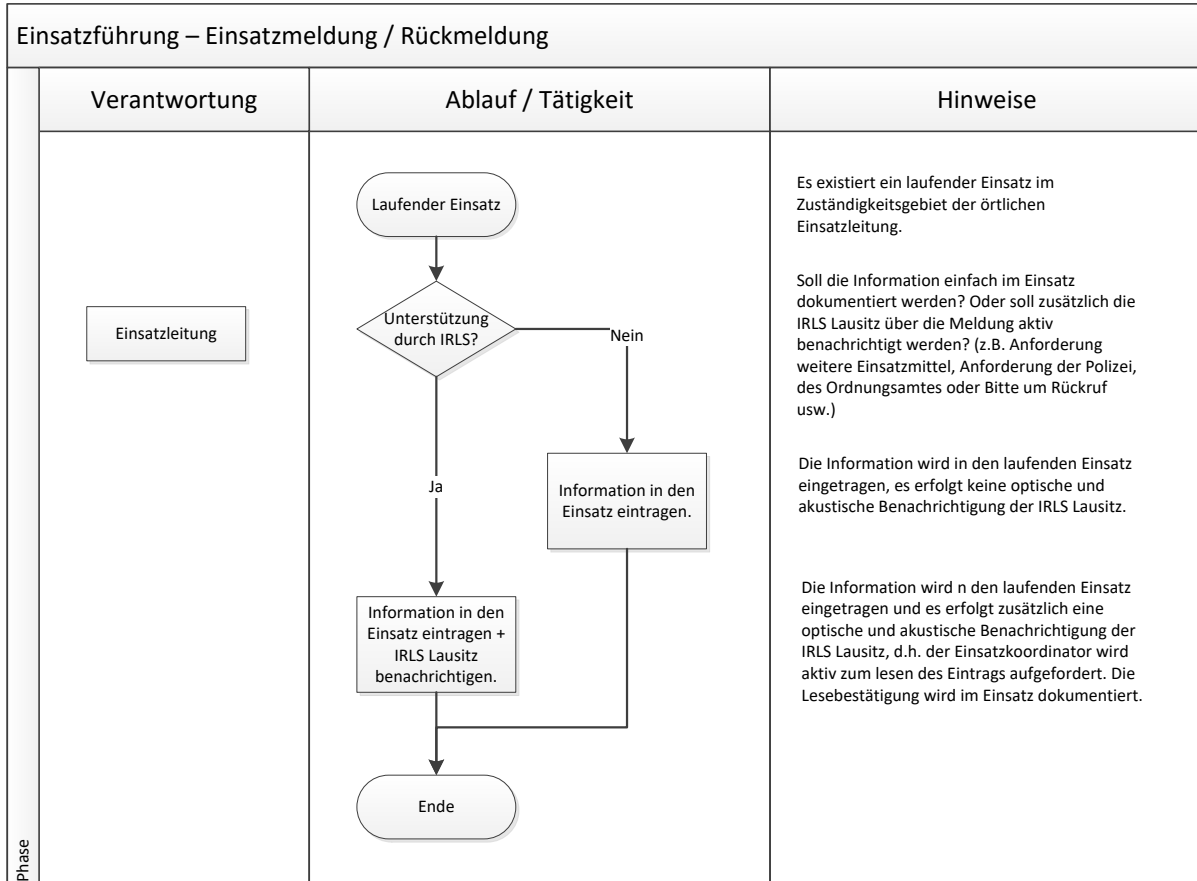 Einsatzführung – Einsatzmeldung / Rückmeldung
Verantwortung
Ablauf / Tätigkeit
Hinweise
Laufender Einsatz
Es existiert ein laufender Einsatz im
Zuständigkeitsgebiet der örtlichen
Einsatzleitung.
Einsatzleitung
Unterstützung
durch IRLS?
Nein
Soll die Information einfach im Einsatz
dokumentiert werden? Oder soll zusätzlich die
IRLS Lausitz über die Meldung aktiv
benachrichtigt werden? (z.B. Anforderung
weitere Einsatzmittel, Anforderung der Polizei,
des Ordnungsamtes oder Bitte um Rückruf
usw.)
Ja
Information in den
Einsatz eintragen.
Die Information wird in den laufenden Einsatz
eingetragen, es erfolgt keine optische und
akustische Benachrichtigung der IRLS Lausitz.
Information in den
Einsatz eintragen +
IRLS Lausitz
benachrichtigen.
Die Information wird n den laufenden Einsatz
eingetragen und es erfolgt zusätzlich eine
optische und akustische Benachrichtigung der
IRLS Lausitz, d.h. der Einsatzkoordinator wird
aktiv zum lesen des Eintrags aufgefordert. Die
Lesebestätigung wird im Einsatz dokumentiert.
Ende
Phase